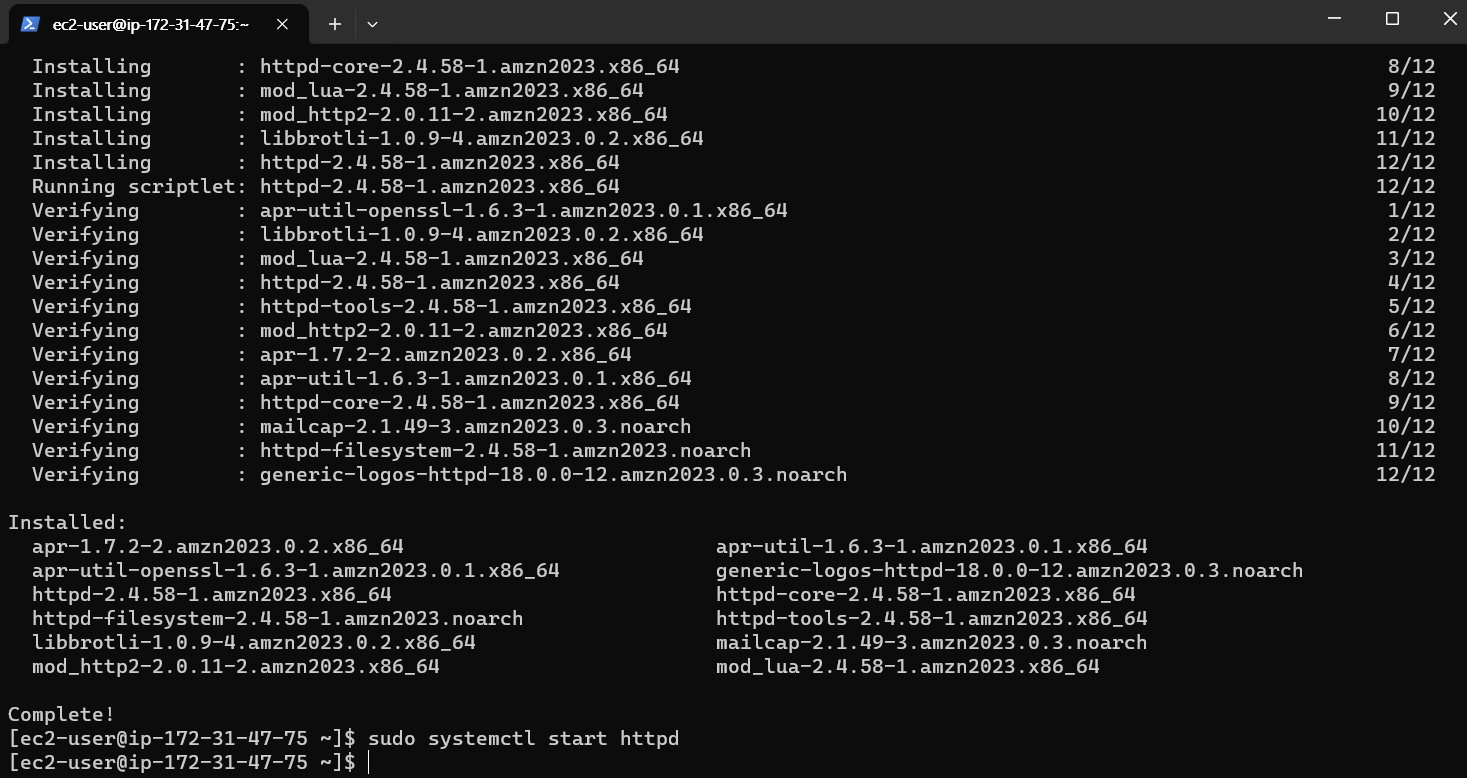 ec2-user@ip-172-31-47-75:~
Installing : httpd-core-2.4.58-1.amzn2023.x86_64 8/12
Installing : mod_lua-2.4.58-1.amzn2023.x86_64 9/12
Installing : mod_http2-2.0.11-2.amzn2023.x86_64 10/12
Installing : libbrotli-1.0.9-4.amzn2023.0.2.x86_64 11/12
Installing : httpd-2.4.58-1.amzn2023.x86_64 12/12
Running scriptlet: httpd-2.4.58-1.amzn2023.x86_64 12/12
Verifying : apr-util-openssl-1.6.3-1.amzn2023.0.1.x86_64 1/12
Verifying : libbrotli-1.0.9-4.amzn2023.0.2.x86_64 2/12
Verifying : mod_lua-2.4.58-1.amzn2023.x86_64 3/12
Verifying : httpd-2.4.58-1.amzn2023.x86_64 4/12
Verifying : httpd-tools-2.4.58-1.amzn2023.x86_64 5/12
Verifying : mod_http2-2.0.11-2.amzn2023.x86_64 6/12
Verifying : apr-1.7.2-2.amzn2023.0.2.x86_64 7/12
Verifying : apr-util-1.6.3-1.amzn2023.0.1.x86_64 8/12
Verifying : httpd-core-2.4.58-1.amzn2023.x86_64 9/12
Verifying : mailcap-2.1.49-3.amzn2023.0.3.noarch 10/12
Verifying : httpd-filesystem-2.4.58-1.amzn2023.noarch 11/12
Verifying : generic-logos-httpd-18.0.0-12.amzn2023.0.3.noarch 12/12
Installed:
apr-1.7.2-2.amzn2023.0.2.x86_64 apr-util-1.6.3-1.amzn2023.0.1.x86_64
apr-util-openssl-1.6.3-1.amzn2023.0.1.x86_64 generic-logos-httpd-18.0.0-12.amzn2023.0.3.noarch
httpd-2.4.58-1.amzn2023.x86_64 httpd-core-2.4.58-1.amzn2023.x86_64
httpd-filesystem-2.4.58-1.amzn2023.noarch httpd-tools-2.4.58-1.amzn2023.x86_64
libbrotli-1.0.9-4.amzn2023.0.2.x86_64 mailcap-2.1.49-3.amzn2023.0.3.noarch
mod_http2-2.0.11-2.amzn2023.x86_64 mod_lua-2.4.58-1.amzn2023.x86_64
Complete!
[ec2-user@ip-172-31-47-75 ~]$ sudo systemctl start httpd
[ec2-user@ip-172-31-47-75 ~]$